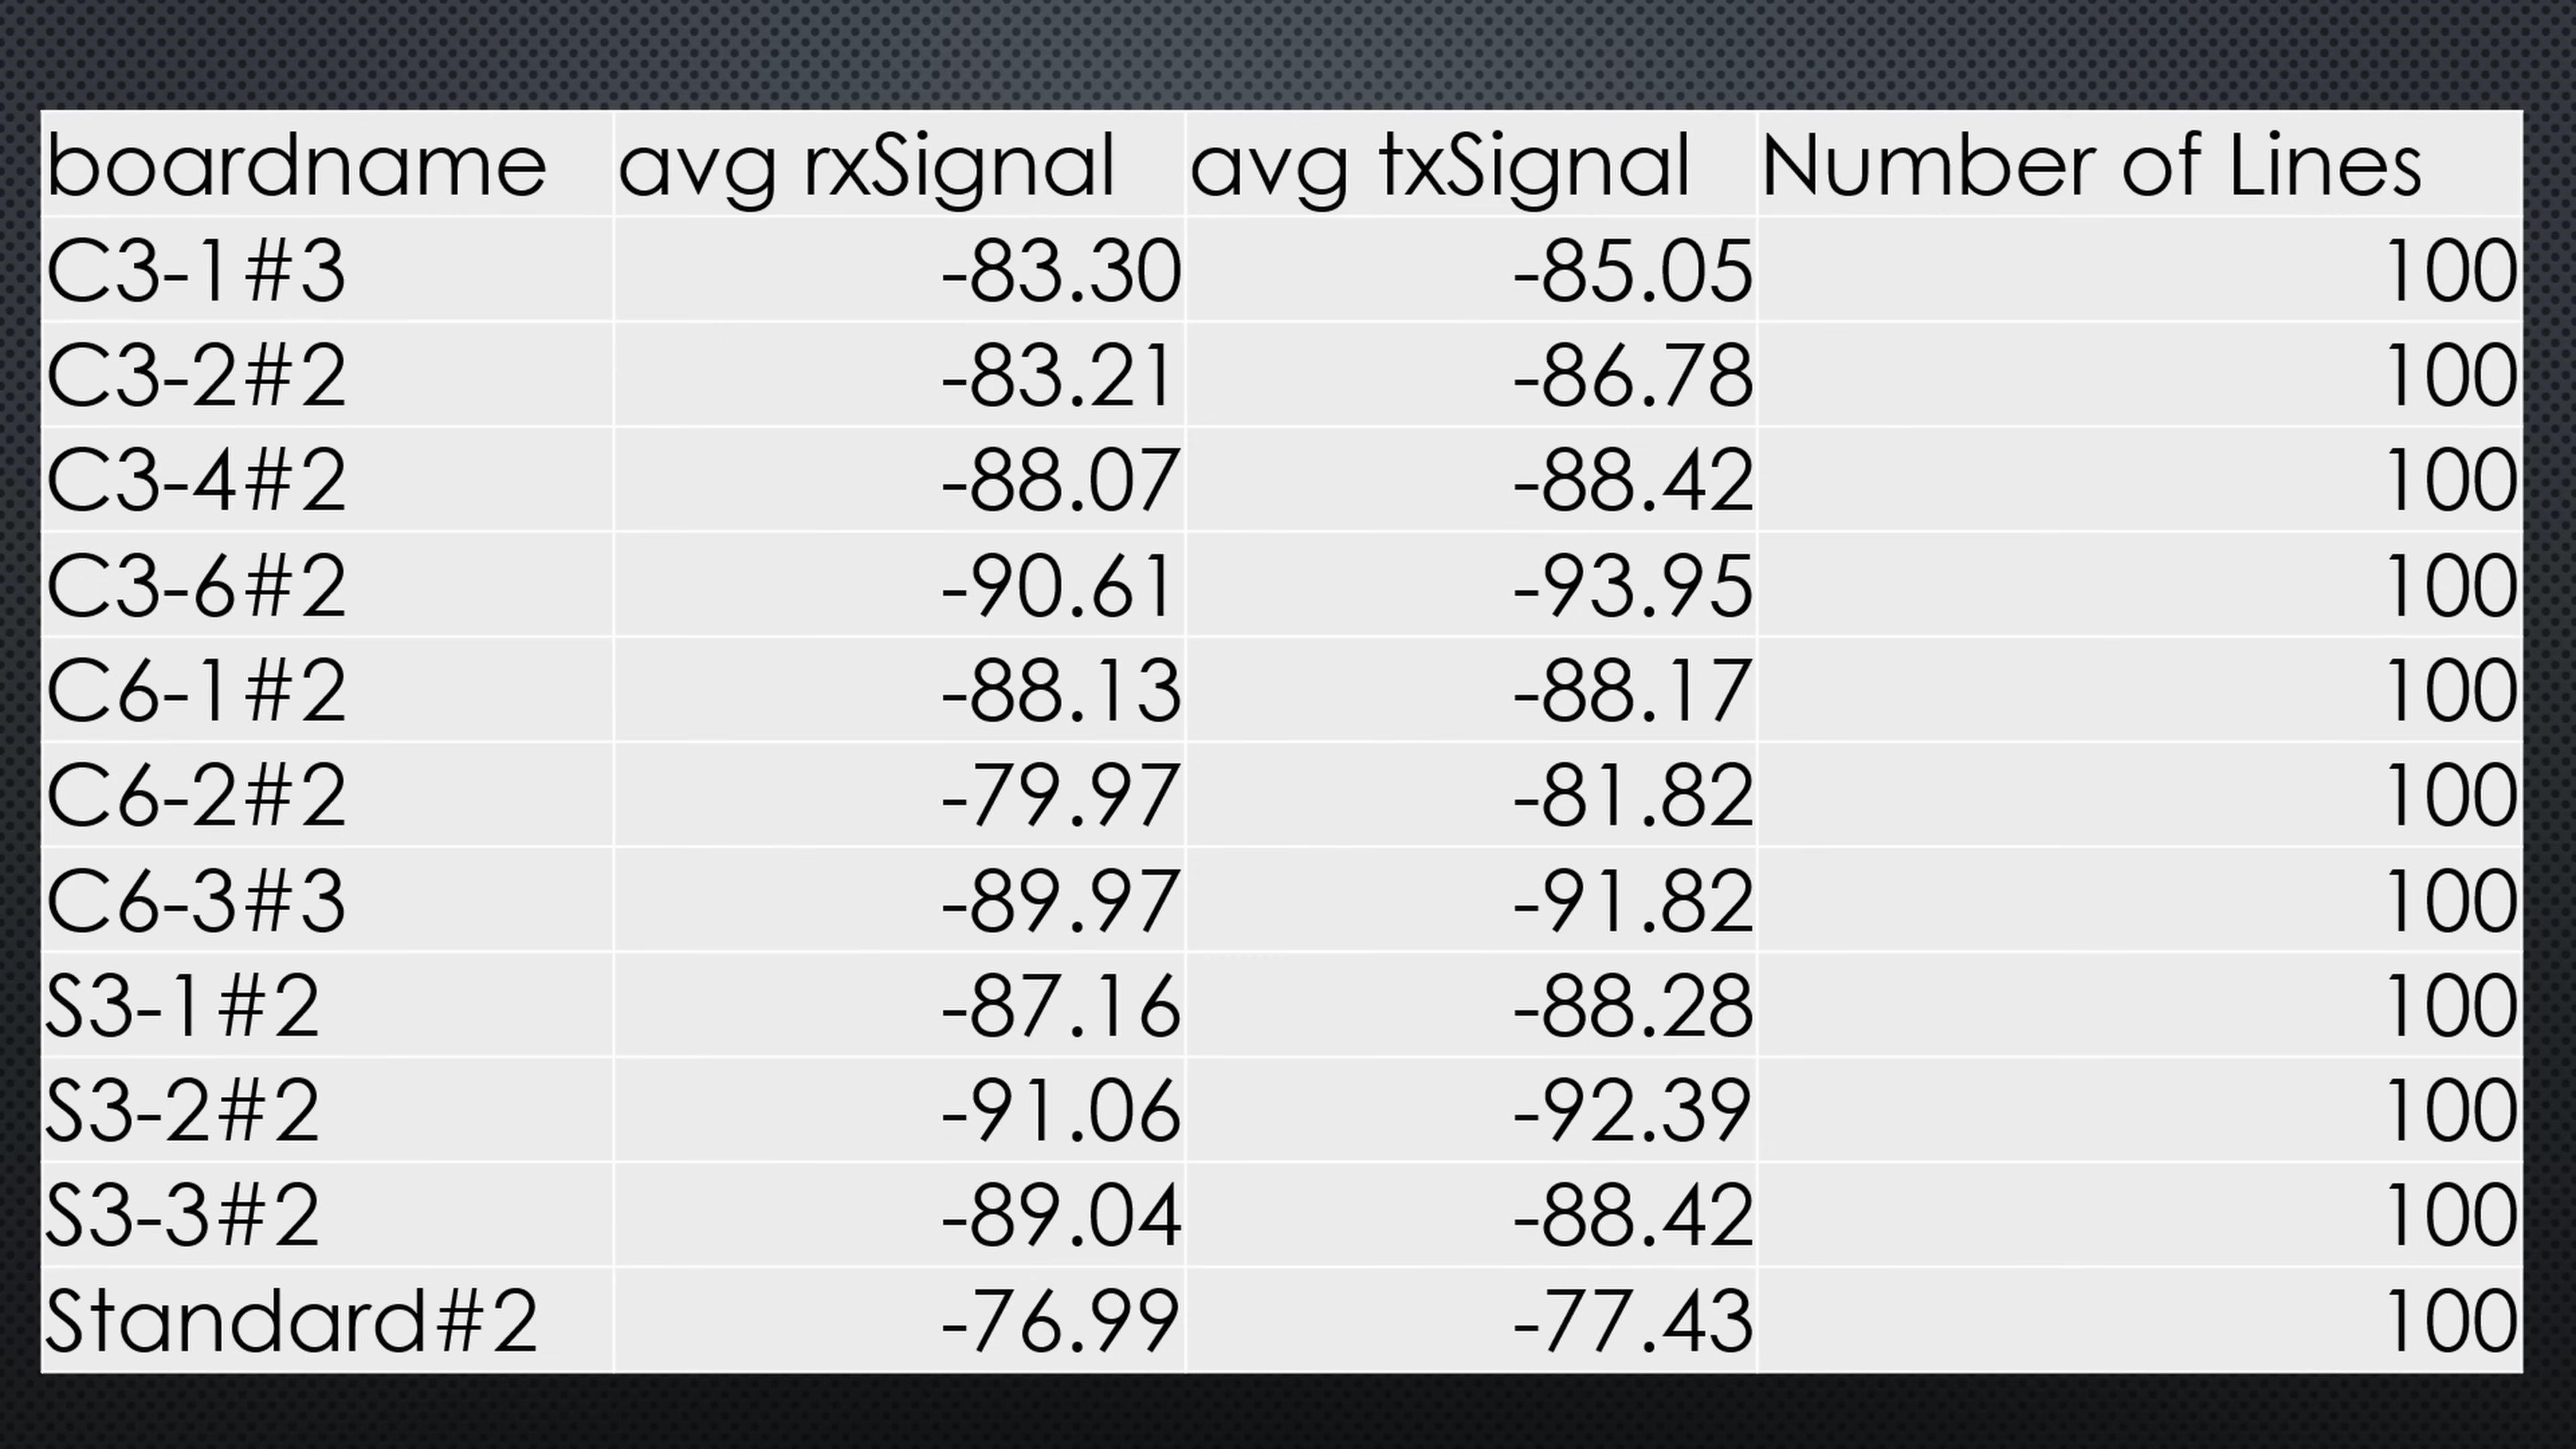 boardname avg rxSignal avg txSignal Number of Lines
C3-1#3 -83.30 -85.05 100
C3-2#2 -83.21 -86.78 100
C3-4#2 -88.07 -88.42 100
C3-6#2 -90.61 -93.95 100
C6-1#2 -88.13 -88.17 100
C6-2#2 -79.97 -81.82 100
C6-3#3 -89.97 -91.82 100
S3-1#2 -87.16 -88.28 100
S3-2#2 -91.06 -92.39 100
S3-3#2 -89.04 -88.42 100
Standard#2 -76.99 -77.43 100